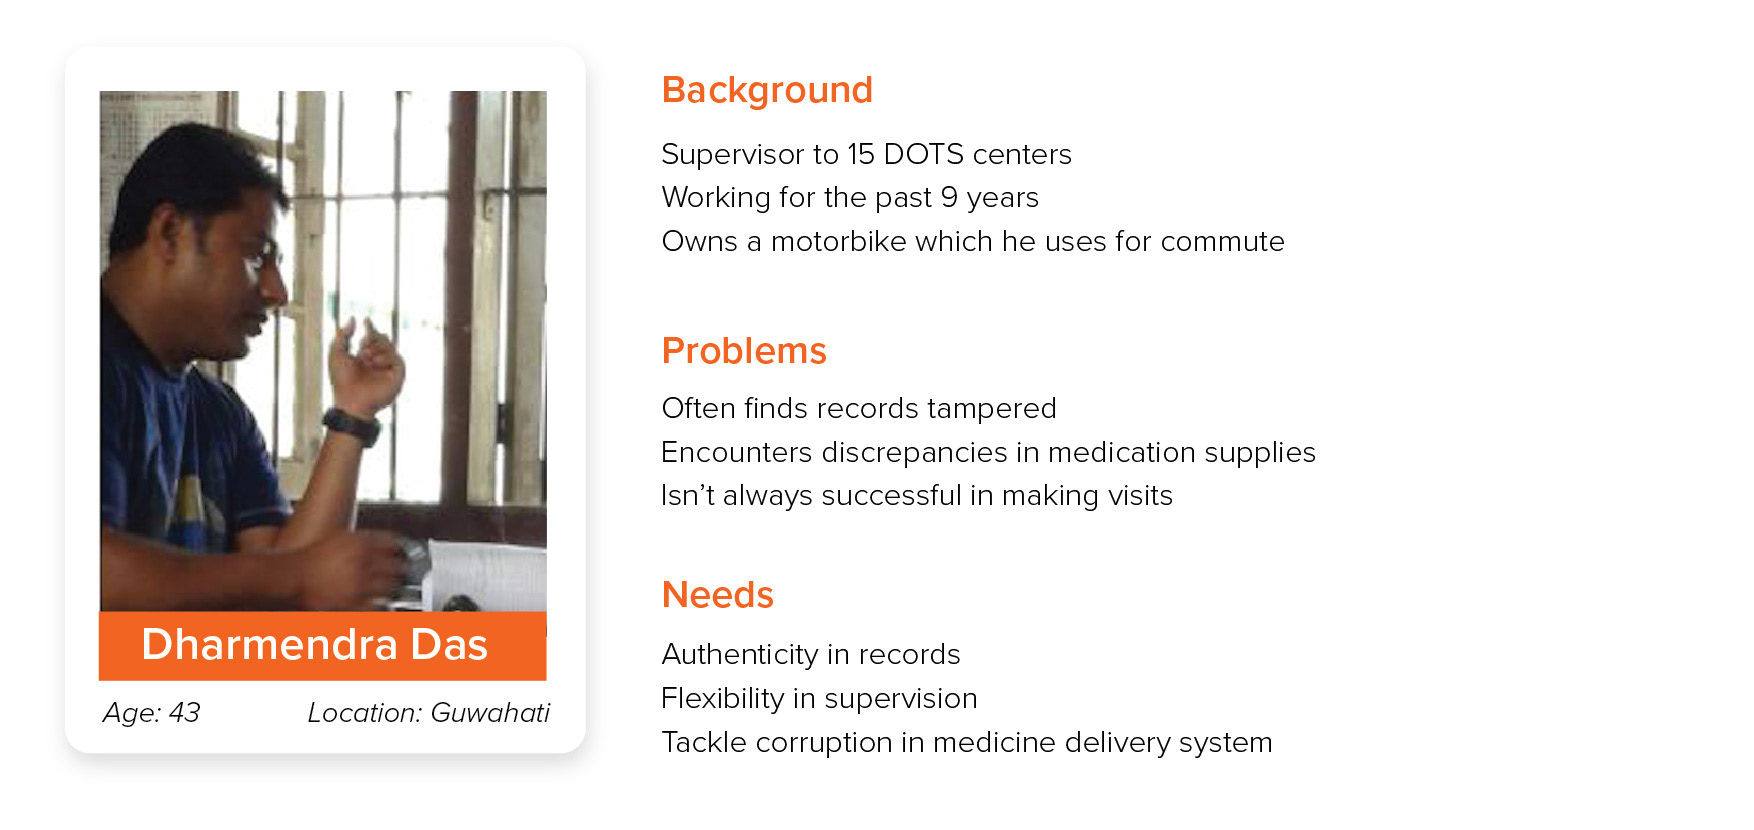 Dharmendra Das
Age: 43
Location: Guwahati
Background
Supervisor to 15 DOTS centers
Working for the past 9 years
Owns a motorbike which he uses for commute
Problems
Often finds records tampered
Encounters discrepancies in medication supplies
Isn’t always successful in making visits
Needs
Authenticity in records
Flexibility in supervision
Tackle corruption in medicine delivery system